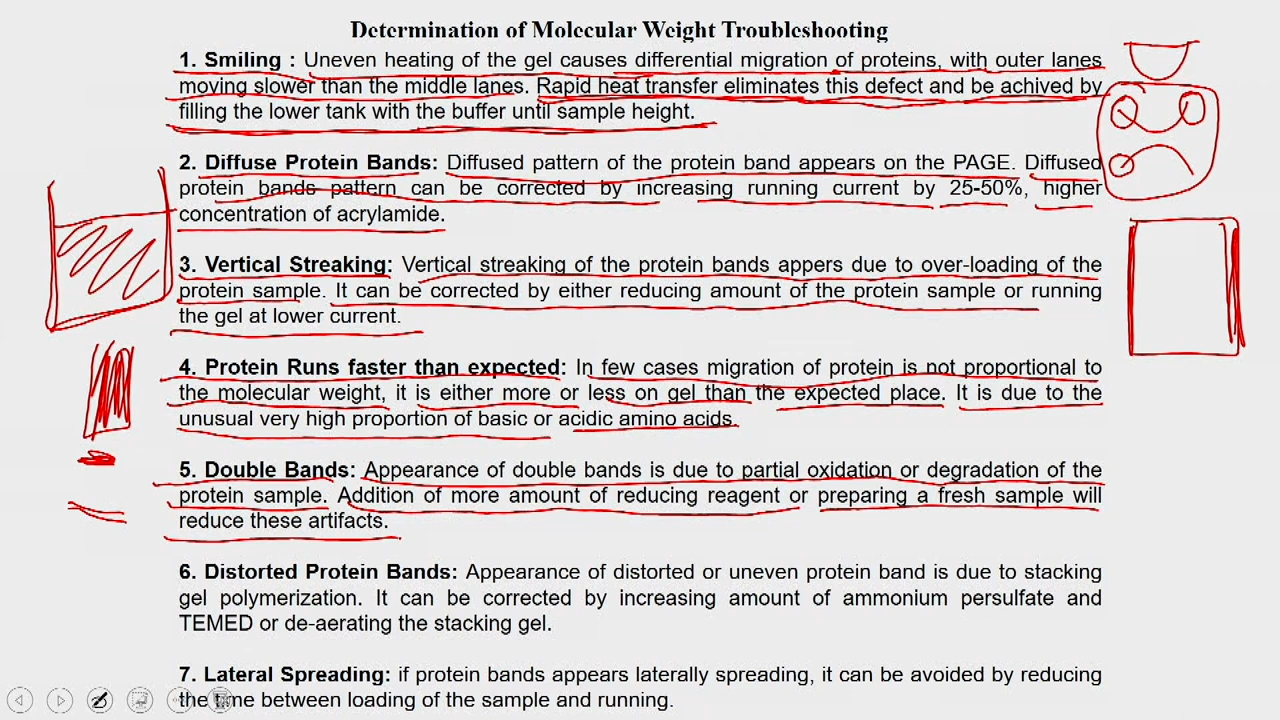 Determination of Molecular Weight Troubleshooting
1. Smiling : Uneven heating of the gel causes differential migration of proteins, with outer lanes
moving slower than the middle lanes. Rapid heat transfer eliminates this defect and be achived by
filling the lower tank with the buffer until sample height.
2. Diffuse Protein Bands: Diffused pattern of the protein band appears on the PAGE. Diffused
protein bands pattern can be corrected by increasing running current by 25-50%, higher
concentration of acrylamide.
3. Vertical Streaking: Vertical streaking of the protein bands appers due to over-loading of the
protein sample. It can be corrected by either reducing amount of the protein sample or running
the gel at lower current.
4. Protein Runs faster than expected: In few cases migration of protein is not proportional to
the molecular weight, it is either more or less on gel than the expected place. It is due to the
unusual very high proportion of basic or acidic amino acids.
5. Double Bands: Appearance of double bands is due to partial oxidation or degradation of the
protein sample. Addition of more amount of reducing reagent or preparing a fresh sample will
reduce these artifacts.
6. Distorted Protein Bands: Appearance of distorted or uneven protein band is due to stacking
gel polymerization. It can be corrected by increasing amount of ammonium persulfate and
TEMED or de-aerating the stacking gel.
7. Lateral Spreading: if protein bands appears laterally spreading, it can be avoided by reducing
the time between loading of the sample and running.